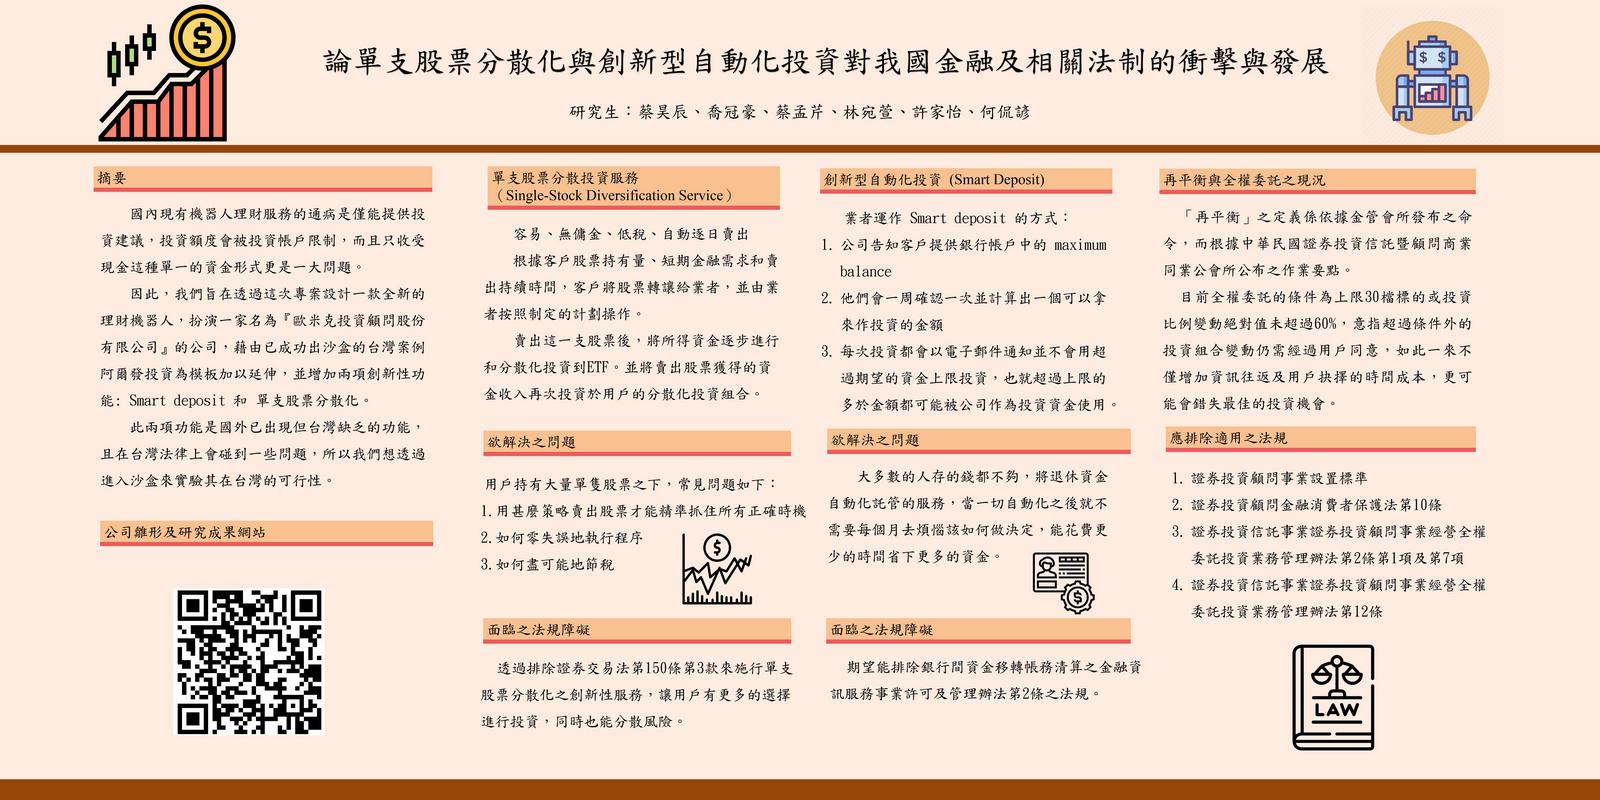 論單支股票分散化與創新型自動化投資對我國金融及相關法制的衝擊與發展
研究生：蔡昊辰、喬冠豪、蔡孟芹、林宛萱、許家怡、何侃諺
摘要
國內現有機器人理財服務的通病是僅能提供投
資建議，投資額度會被投資帳戶限制，而且只收受
現金這種單一的資金形式更是一大問題。
因此，我們旨在透過這次專案設計一款全新的
理財機器人，扮演一家名為『歐米克投資顧問股份
有限公司』的公司，藉由已成功出沙盒的台灣案例
阿爾發投資為模板加以延伸，並增加兩項創新性功
能: Smart deposit 和 單支股票分散化。
此兩項功能是國外已出現但台灣缺乏的功能，
且在台灣法律上會碰到一些問題，所以我們想透過
進入沙盒來實驗其在台灣的可行性。
公司雛形及研究成果網站
單支股票分散投資服務
（Single-Stock Diversification Service）
容易、無傭金、低稅、自動逐日賣出
根據客戶股票持有量、短期金融需求和賣
出持續時間，客戶將股票轉讓給業者，並由業
者按照制定的計劃操作。
賣出這一支股票後，將所得資金逐步進行
和分散化投資到ETF。並將賣出股票獲得的資
金收入再次投資於用戶的分散化投資組合。
欲解決之問題
用戶持有大量單隻股票之下，常見問題如下：
1.用甚麼策略賣出股票才能精準抓住所有正確時機
2.如何零失誤地執行程序
3.如何盡可能地節稅
面臨之法規障礙
透過排除證券交易法第150條第3款來施行單支
股票分散化之創新性服務，讓用戶有更多的選擇
進行投資，同時也能分散風險。
創新型自動化投資 (Smart Deposit)
業者運作 Smart deposit 的方式：
1. 公司告知客戶提供銀行帳戶中的 maximum
balance
2. 他們會一周確認一次並計算出一個可以拿
來作投資的金額
3. 每次投資都會以電子郵件通知並不會用超
過期望的資金上限投資，也就超過上限的
多於金額都可能被公司作為投資資金使用。
欲解決之問題
大多數的人存的錢都不夠，將退休資金
自動化託管的服務，當一切自動化之後就不
需要每個月去煩惱該如何做決定，能花費更
少的時間省下更多的資金。
面臨之法規障礙
期望能排除銀行間資金移轉帳務清算之金融資
訊服務事業許可及管理辦法第2條之法規。
再平衡與全權委託之現況
「再平衡」之定義係依據金管會所發布之命
令，而根據中華民國證券投資信託暨顧問商業
同業公會所公布之作業要點。
目前全權委託的條件為上限30檔標的或投資
比例變動絕對值未超過60%，意指超過條件外的
投資組合變動仍需經過用戶同意，如此一來不
僅增加資訊往返及用戶抉擇的時間成本，更可
能會錯失最佳的投資機會。
應排除適用之法規
1. 證券投資顧問事業設置標準
2. 證券投資顧問金融消費者保護法第10條
3. 證券投資信託事業證券投資顧問事業經營全權
委託投資業務管理辦法第2條第1項及第7項
4. 證券投資信託事業證券投資顧問事業經營全權
委託投資業務管理辦法第12條
LAW